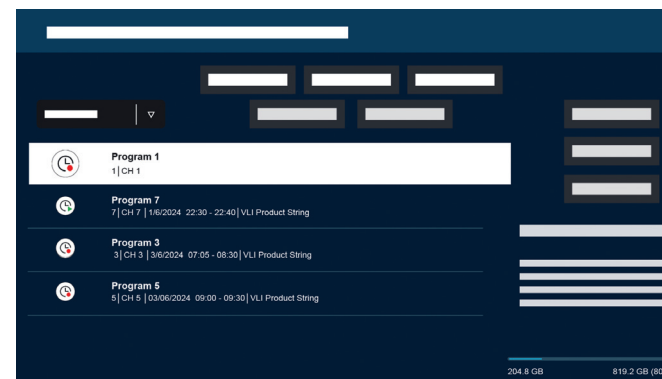 Program 1
1|CH 1
Program 7
7|CH 7 |1/6/2024 22:30 - 22:40|VLI Product String
Program 3
3|CH 3 |3/6/2024 07:05 - 08:30|VLI Product String
Program 5
5|CH 5 |03/06/2024 09:00 - 09:30|VLI Product String
204.8 GB 819.2 GB (80